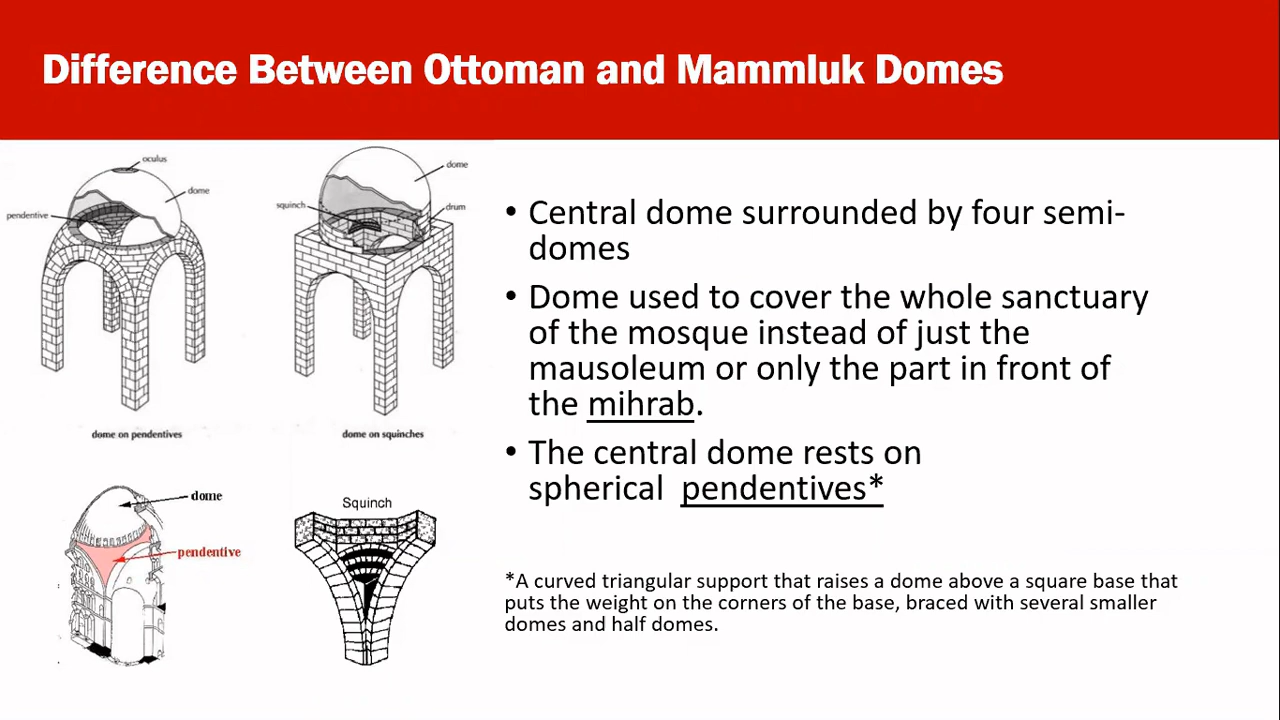 Difference Between Ottoman and Mammluk Domes
oculus
dome
pendentive
dome on pendentives
dome
squinch
drum
dome on squinches
dome
pendentive
Squinch
• Central dome surrounded by four semi-
domes
• Dome used to cover the whole sanctuary
of the mosque instead of just the
mausoleum or only the part in front of
the mihrab.
• The central dome rests on
spherical pendentives*
*A curved triangular support that raises a dome above a square base that
puts the weight on the corners of the base, braced with several smaller
domes and half domes.